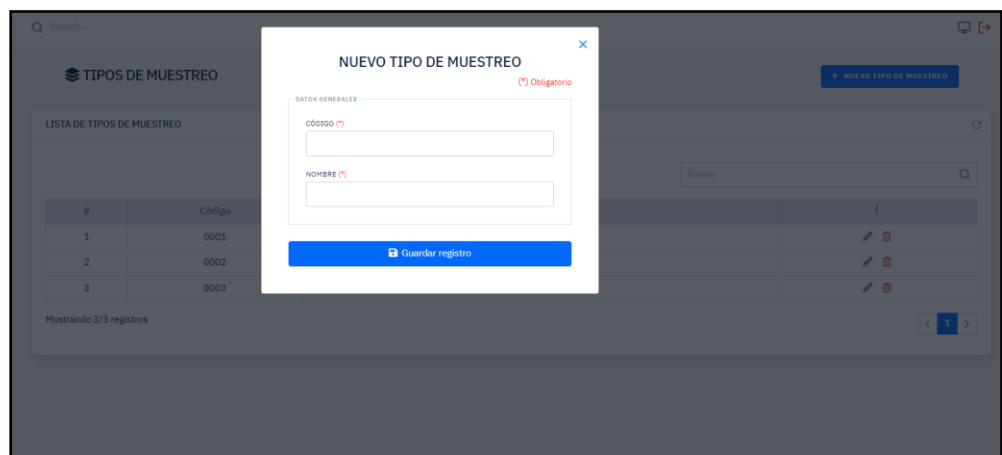 Search...
TIPOS DE MUESTREO
+ NUEVO TIPO DE MUESTREO
LISTA DE TIPOS DE MUESTREO
Buscar
# Código
1 0001
2 0002
3 0003
Mostrando 3/3 registros
< 1 >
×
NUEVO TIPO DE MUESTREO
(*) Obligatorio
DATOS GENERALES
CÓDIGO (*)
NOMBRE (*)
Guardar registro